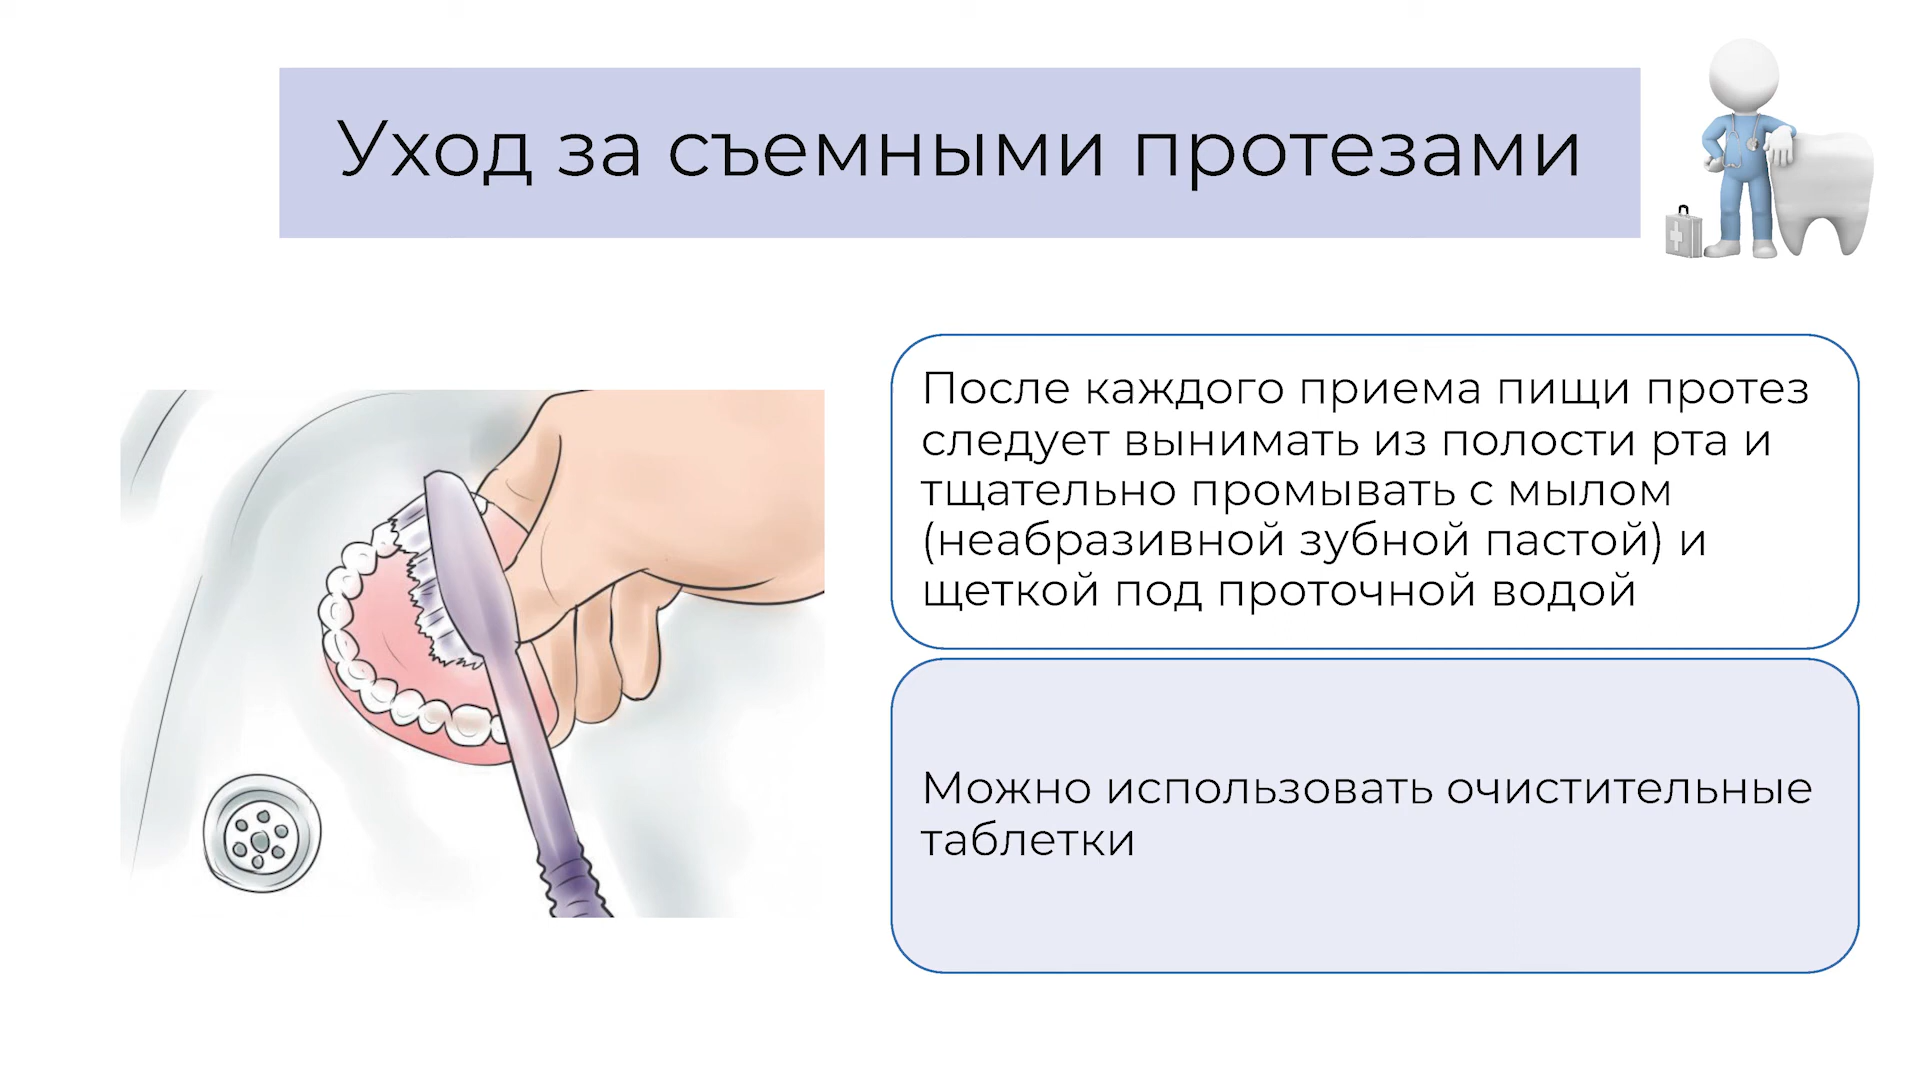 Уход за съемными протезами
После каждого приема пищи протез
следует вынимать из полости рта и
тщательно промывать с мылом
(неабразивной зубной пастой) и
щеткой под проточной водой
Можно использовать очистительные
таблетки